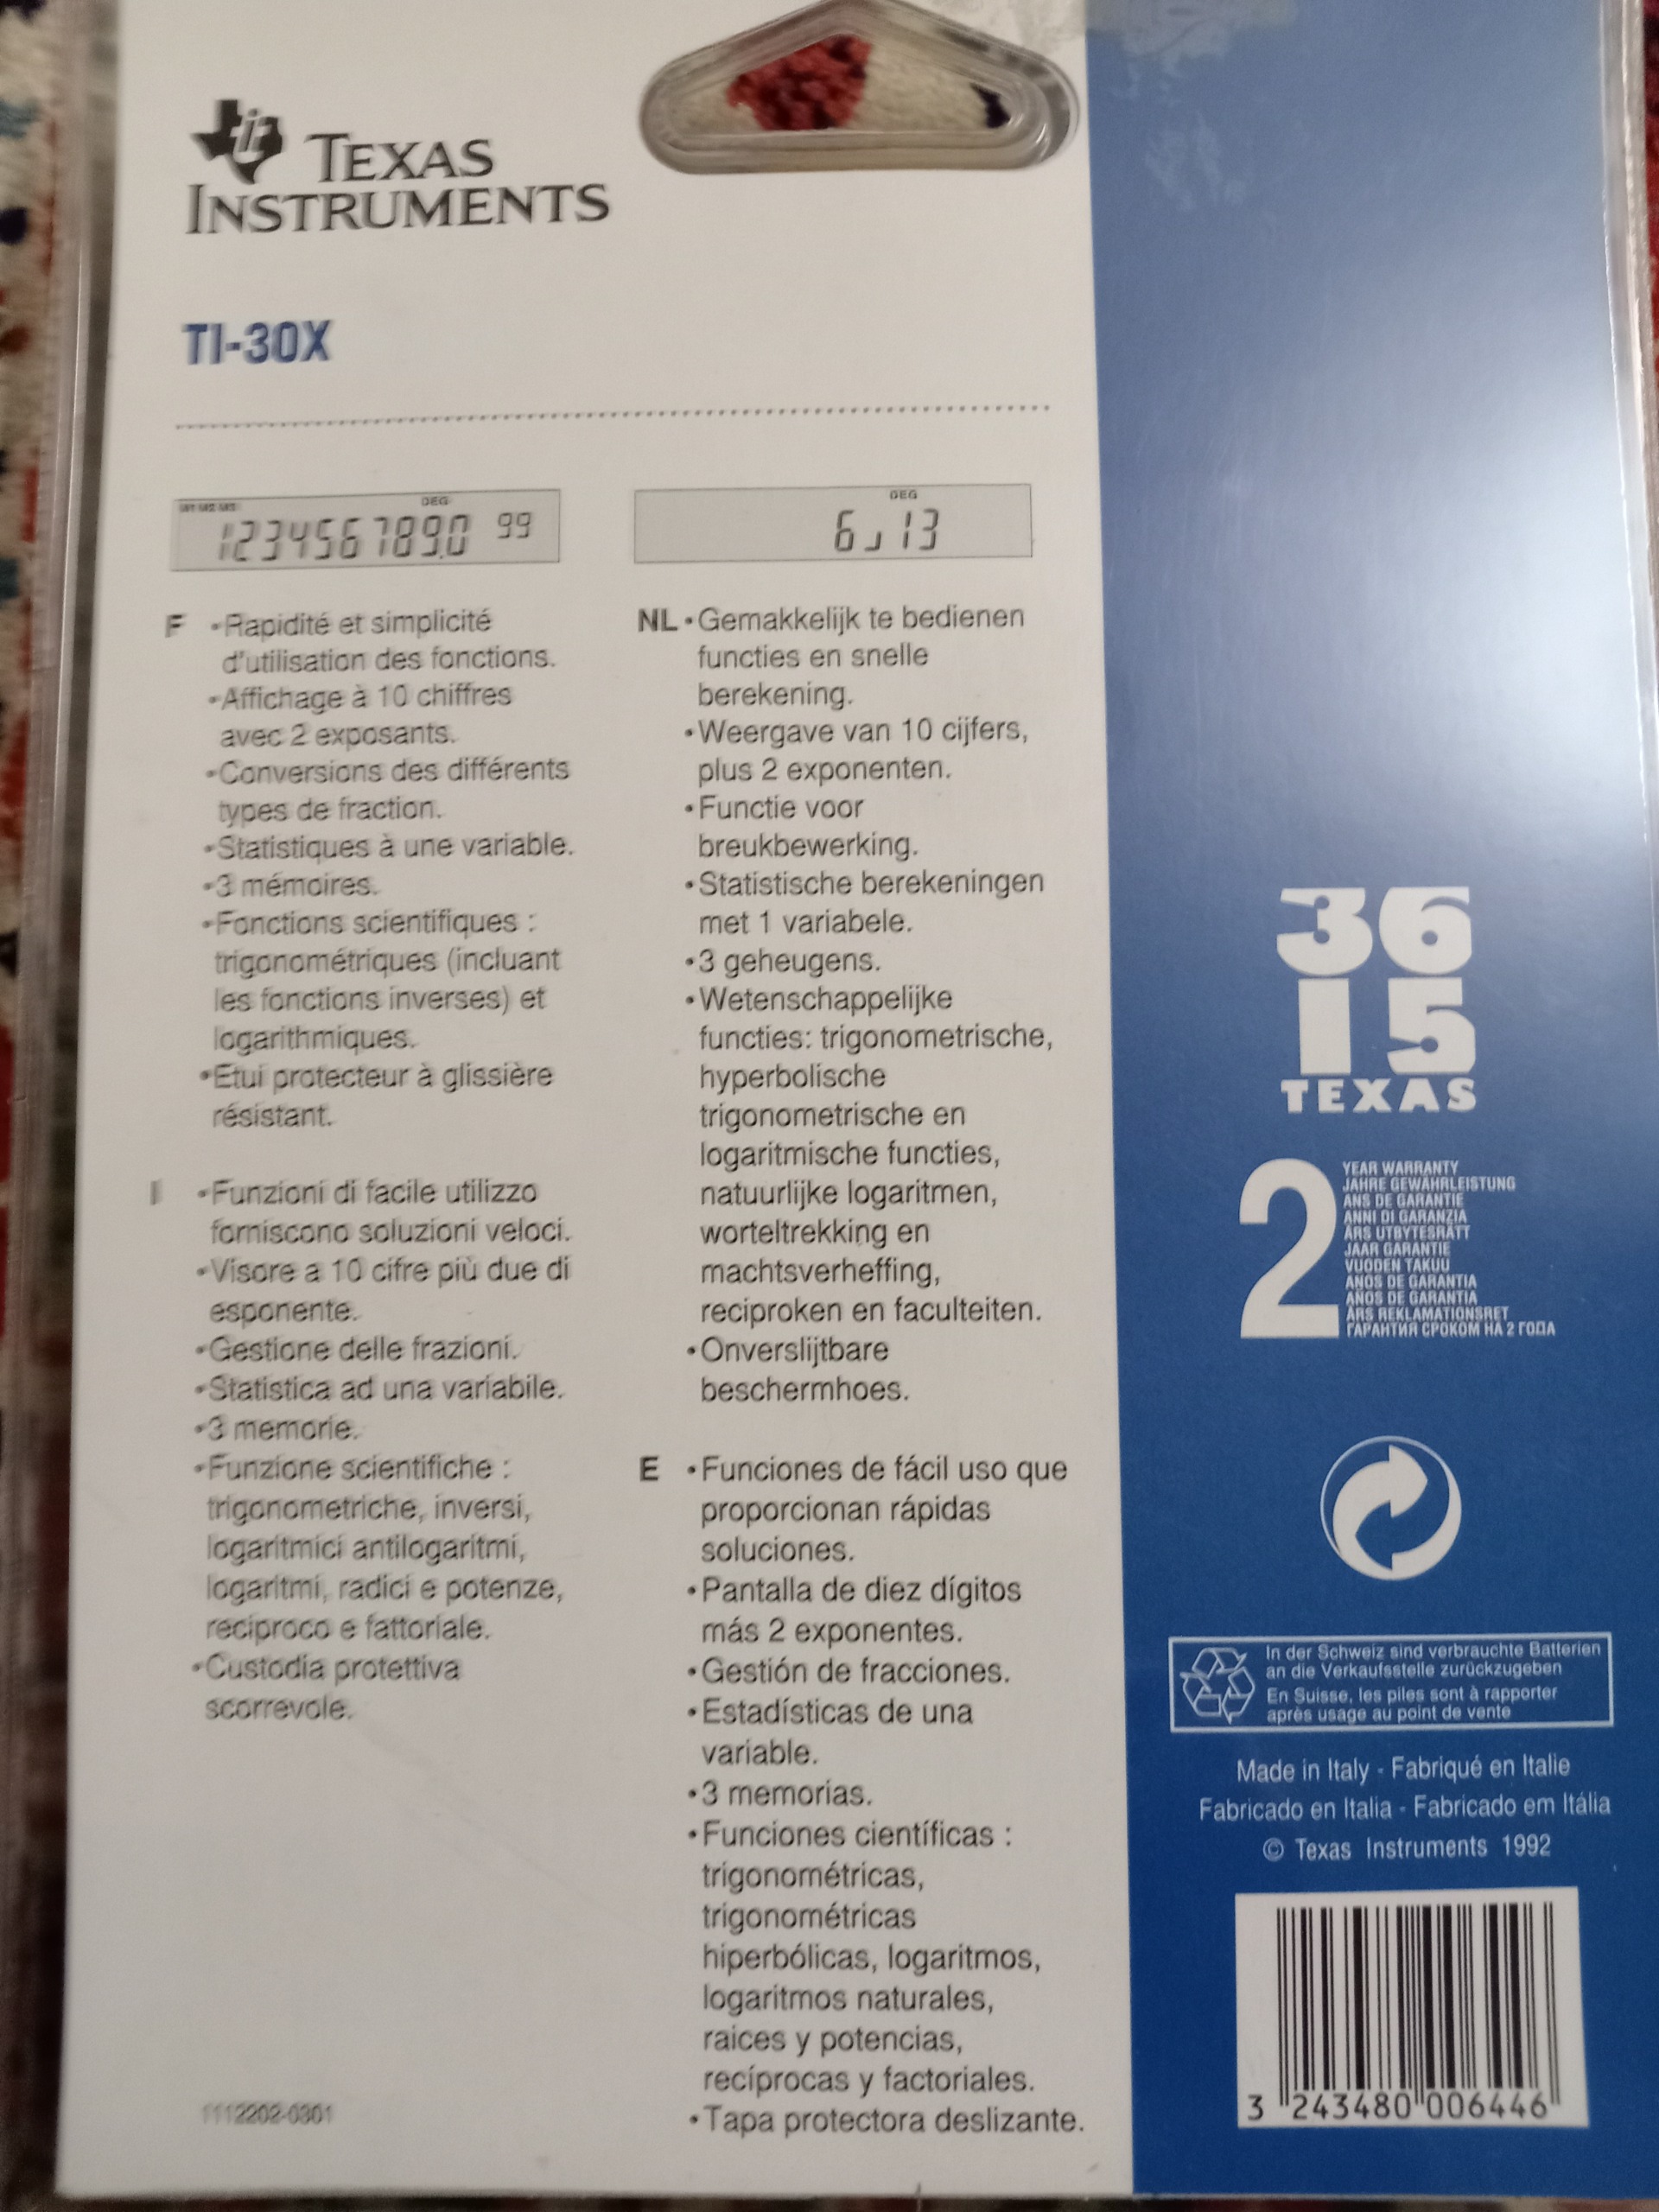 TEXAS
INSTRUMENTS
TI-30X
M1 M2 M3 DEG
1234567890 99
DEG
6⌟13
F •Rapidité et simplicité
d'utilisation des fonctions.
•Affichage à 10 chiffres
avec 2 exposants.
•Conversions des différents
types de fraction.
•Statistiques à une variable.
•3 mémoires.
•Fonctions scientifiques :
trigonométriques (incluant
les fonctions inverses) et
logarithmiques.
•Etui protecteur à glissière
résistant.
I •Funzioni di facile utilizzo
forniscono soluzioni veloci.
•Visore a 10 cifre più due di
esponente.
•Gestione delle frazioni.
•Statistica ad una variabile.
•3 memorie.
•Funzione scientifiche :
trigonometriche, inversi,
logaritmici antilogaritmi,
logaritmi, radici e potenze,
reciproco e fattoriale.
•Custodia protettiva
scorrevole.
1112202-0301
NL •Gemakkelijk te bedienen
functies en snelle
berekening.
•Weergave van 10 cijfers,
plus 2 exponenten.
•Functie voor
breukbewerking.
•Statistische berekeningen
met 1 variabele.
•3 geheugens.
•Wetenschappelijke
functies: trigonometrische,
hyperbolische
trigonometrische en
logaritmische functies,
natuurlijke logaritmen,
worteltrekking en
machtsverheffing,
reciproken en faculteiten.
•Onverslijtbare
beschermhoes.
E •Funciones de fácil uso que
proporcionan rápidas
soluciones.
•Pantalla de diez dígitos
más 2 exponentes.
•Gestión de fracciones.
•Estadísticas de una
variable.
•3 memorias.
•Funciones científicas :
trigonométricas,
trigonométricas
hiperbólicas, logaritmos,
logaritmos naturales,
raices y potencias,
recíprocas y factoriales.
•Tapa protectora deslizante.
36
15
TEXAS
2
YEAR WARRANTY
JAHRE GEWÄHRLEISTUNG
ANS DE GARANTIE
ANNI DI GARANZIA
ÅRS UTBYTESRÄTT
JAAR GARANTIE
VUODEN TAKUU
ANOS DE GARANTIA
AÑOS DE GARANTIA
ÅRS REKLAMATIONSRET
ГАРАНТИЯ СРОКОМ НА 2 ГОДА
In der Schweiz sind verbrauchte Batterien
an die Verkaufsstelle zurückzugeben
En Suisse, les piles sont à rapporter
après usage au point de vente
Made in Italy - Fabriqué en Italie
Fabricado en Italia - Fabricado em Itália
© Texas Instruments 1992
3 243480 006446